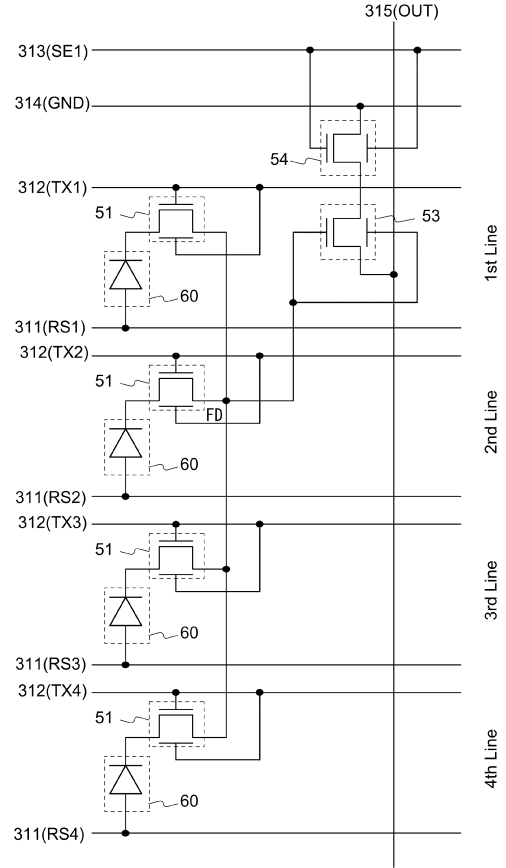 315(OUT)
313(SE1)
314(GND)
54
312(TX1)
51
53
60
1st Line
311(RS1)
312(TX2)
51
FD
60
2nd Line
311(RS2)
312(TX3)
51
60
3rd Line
311(RS3)
312(TX4)
51
60
4th Line
311(RS4)